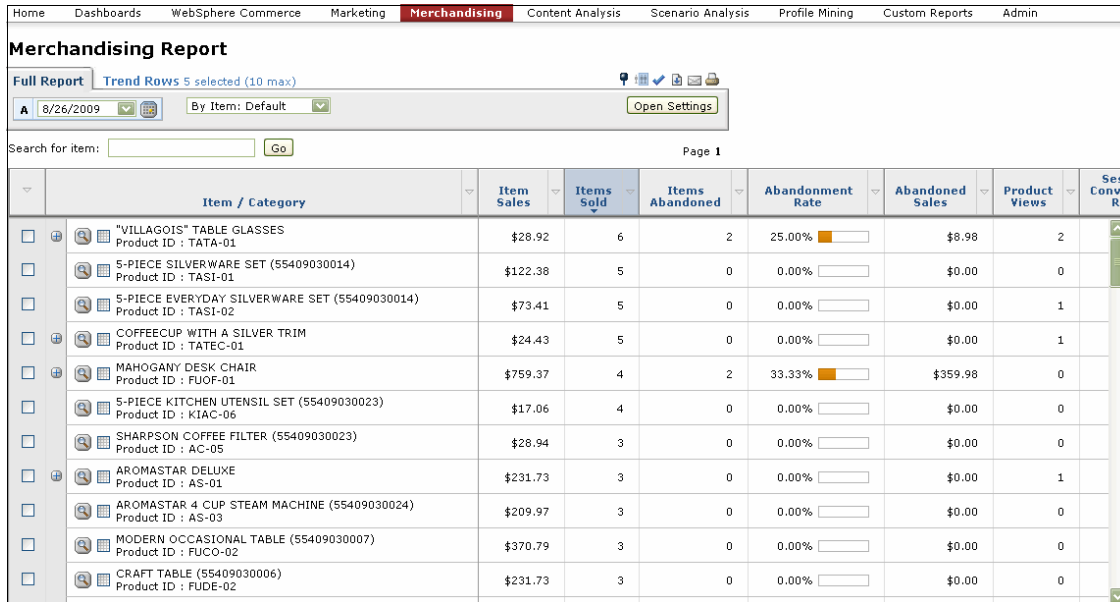 Home Dashboards WebSphere Commerce Marketing Merchandising Content Analysis Scenario Analysis Profile Mining Custom Reports Admin
Merchandising Report
Full Report Trend Rows 5 selected (10 max)
A 8/26/2009 By Item: Default Open Settings
Search for item: Go Page 1
Item / Category Item Sales Items Sold Items Abandoned Abandonment Rate Abandoned Sales Product Views Ses Conv R
"VILLAGOIS" TABLE GLASSES
Product ID : TATA-01 $28.92 6 2 25.00% $8.98 2
5-PIECE SILVERWARE SET (55409030014)
Product ID : TASI-01 $122.38 5 0 0.00% $0.00 0
5-PIECE EVERYDAY SILVERWARE SET (55409030014)
Product ID : TASI-02 $73.41 5 0 0.00% $0.00 1
COFFEECUP WITH A SILVER TRIM
Product ID : TATEC-01 $24.43 5 0 0.00% $0.00 1
MAHOGANY DESK CHAIR
Product ID : FUOF-01 $759.37 4 2 33.33% $359.98 0
5-PIECE KITCHEN UTENSIL SET (55409030023)
Product ID : KIAC-06 $17.06 4 0 0.00% $0.00 0
SHARPSON COFFEE FILTER (55409030023)
Product ID : AC-05 $28.94 3 0 0.00% $0.00 0
AROMASTAR DELUXE
Product ID : AS-01 $231.73 3 0 0.00% $0.00 1
AROMASTAR 4 CUP STEAM MACHINE (55409030024)
Product ID : AS-03 $209.97 3 0 0.00% $0.00 0
MODERN OCCASIONAL TABLE (55409030007)
Product ID : FUCO-02 $370.79 3 0 0.00% $0.00 0
CRAFT TABLE (55409030006)
Product ID : FUDE-02 $231.73 3 0 0.00% $0.00 0